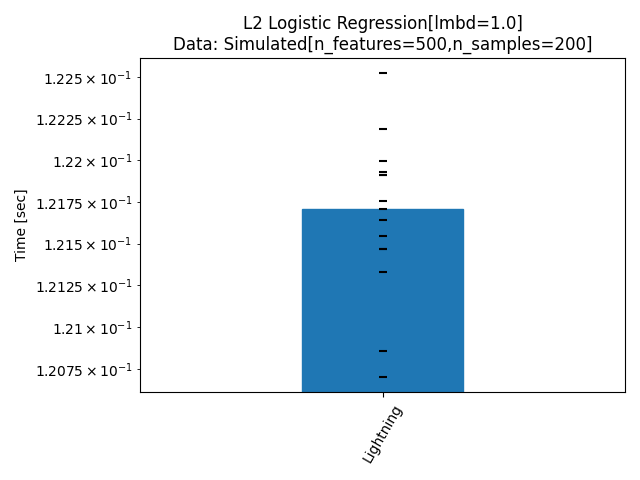 L2 Logistic Regression[lmbd=1.0]
Data: Simulated[n_features=500,n_samples=200]
1.225 × 10⁻¹
1.2225 × 10⁻¹
1.22 × 10⁻¹
1.2175 × 10⁻¹
1.215 × 10⁻¹
1.2125 × 10⁻¹
1.21 × 10⁻¹
1.2075 × 10⁻¹
Time [sec]
Lightning